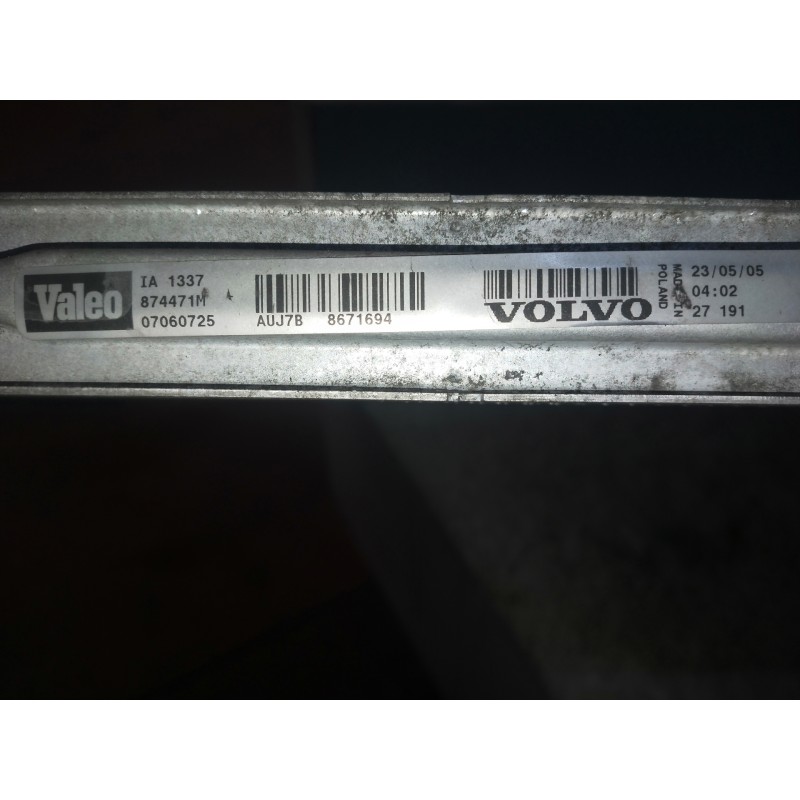 Valeo
IA 1337
874471M
07060725
AUJ7B 8671694
VOLVO
MADE IN
POLAND
23/05/05
04:02
27 191